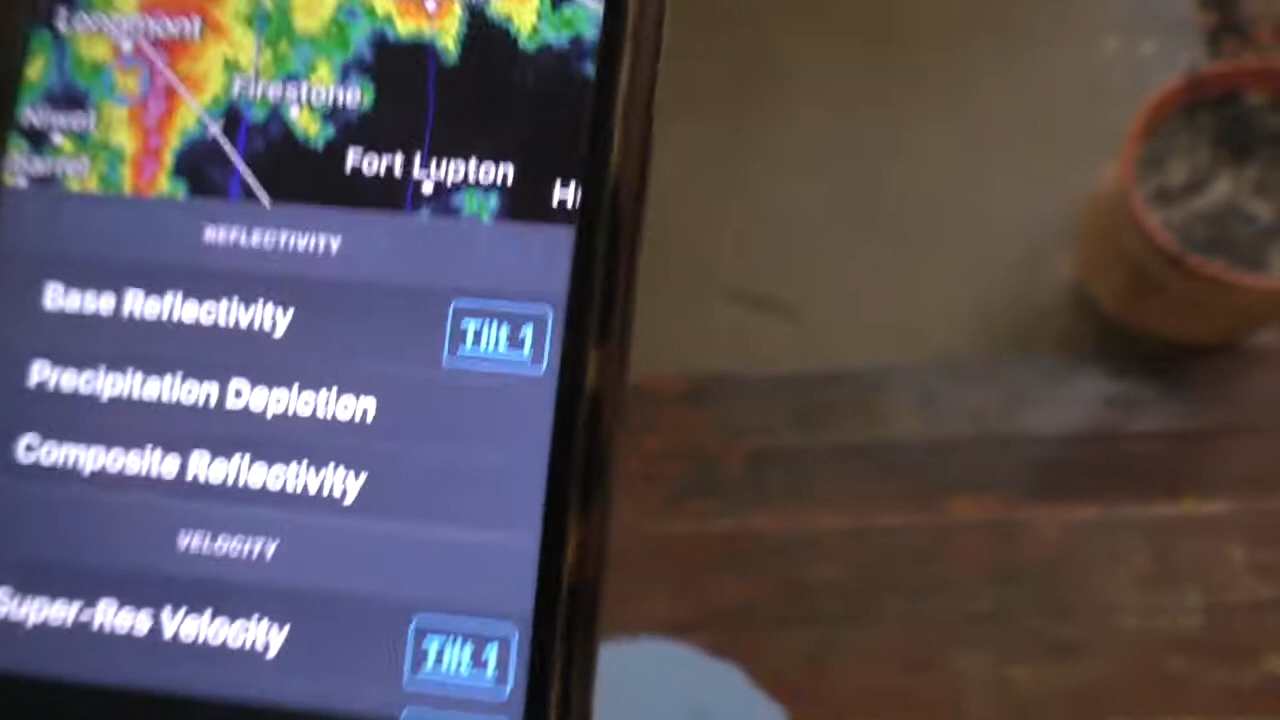 Longmont
Firestone
Niwot
Fort Lupton
REFLECTIVITY
Base Reflectivity
Tilt 1
Precipitation Depiction
Composite Reflectivity
VELOCITY
Super-Res Velocity
Tilt 1